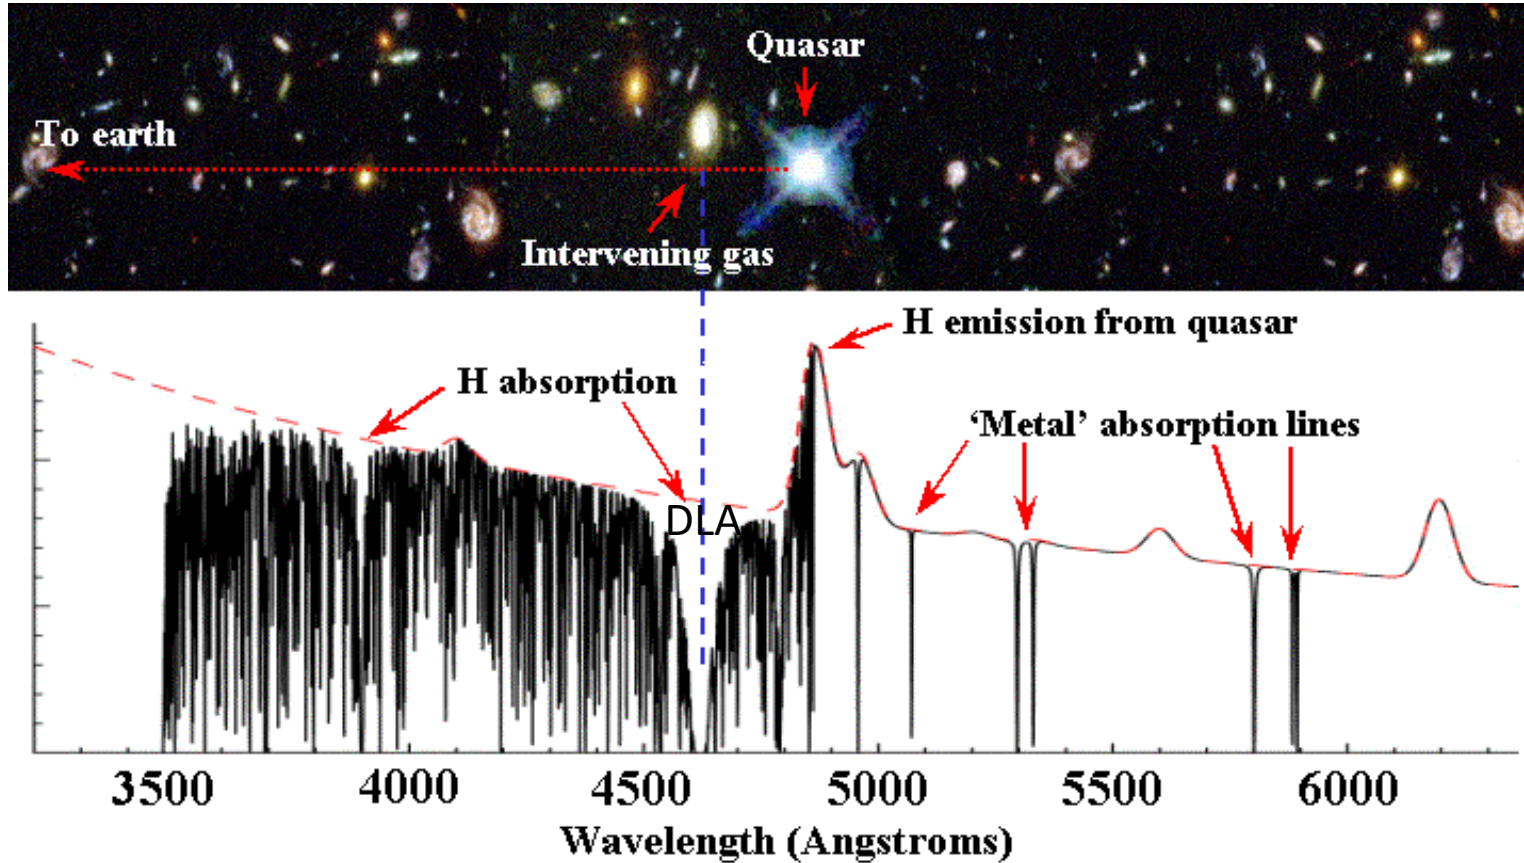 Quasar
To earth
Intervening gas
H emission from quasar
H absorption
‘Metal’ absorption lines
DLA
3500 4000 4500 5000 5500 6000
Wavelength (Angstroms)